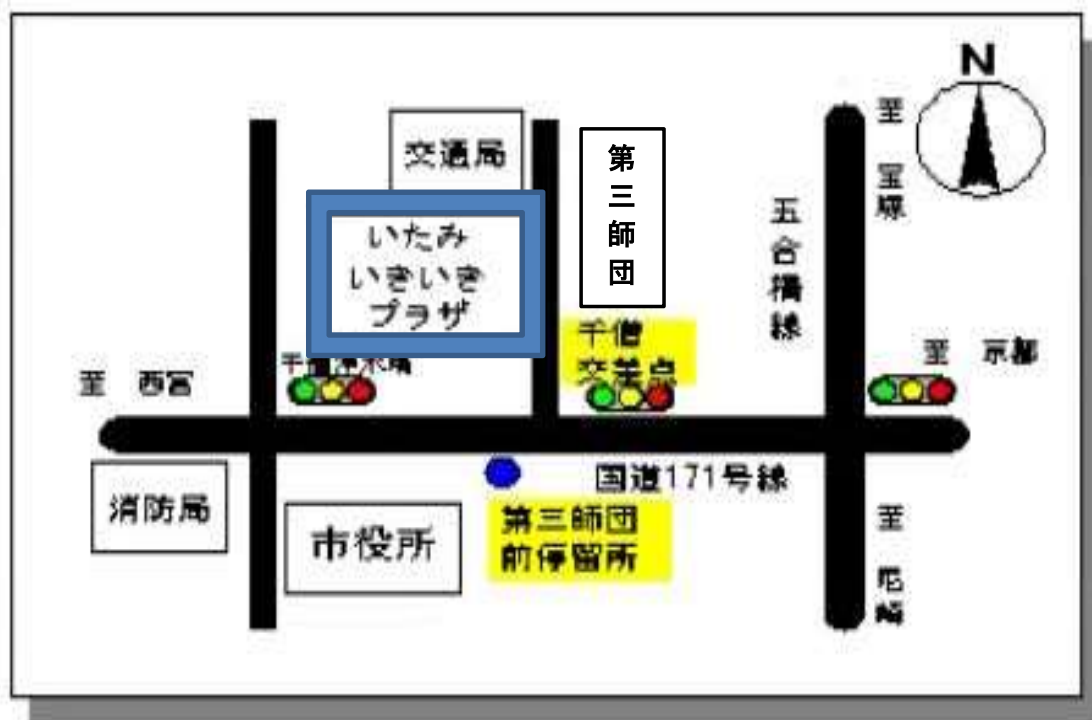 N
交通局
第三師団
至 宝塚
五合橋線
いたみ
いきいき
プラザ
千僧
交差点
至 西宮
至 京都
国道171号線
消防局
市役所
第三師団
前停留所
至 尼崎